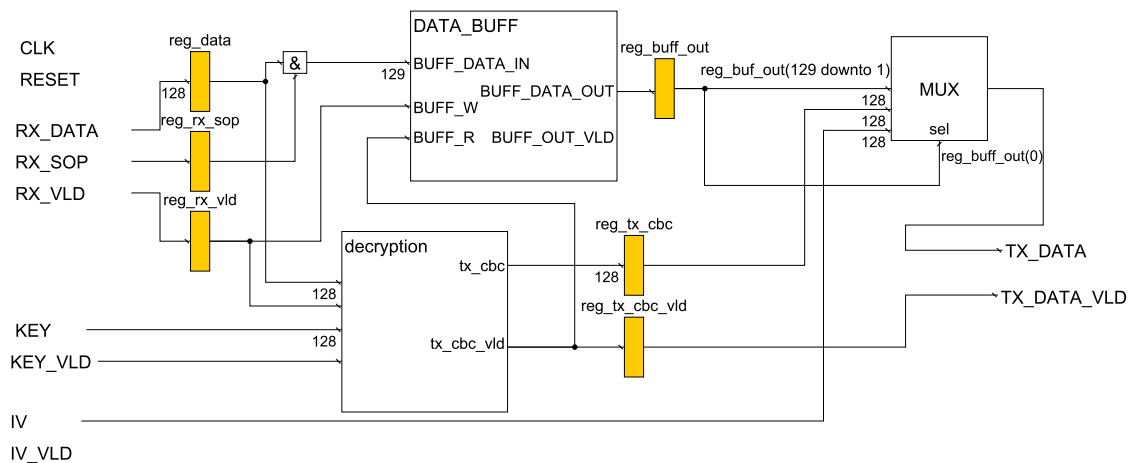 CLK
RESET
RX_DATA
RX_SOP
RX_VLD
KEY
KEY_VLD
IV
IV_VLD
reg_data
128
reg_rx_sop
reg_rx_vld
&
129
DATA_BUFF
BUFF_DATA_IN
BUFF_DATA_OUT
BUFF_W
BUFF_R
BUFF_OUT_VLD
decryption
128
128
tx_cbc
tx_cbc_vld
reg_buff_out
reg_tx_cbc
128
reg_tx_cbc_vld
reg_buf_out(129 downto 1)
128
128
128
MUX
sel
reg_buff_out(0)
TX_DATA
TX_DATA_VLD